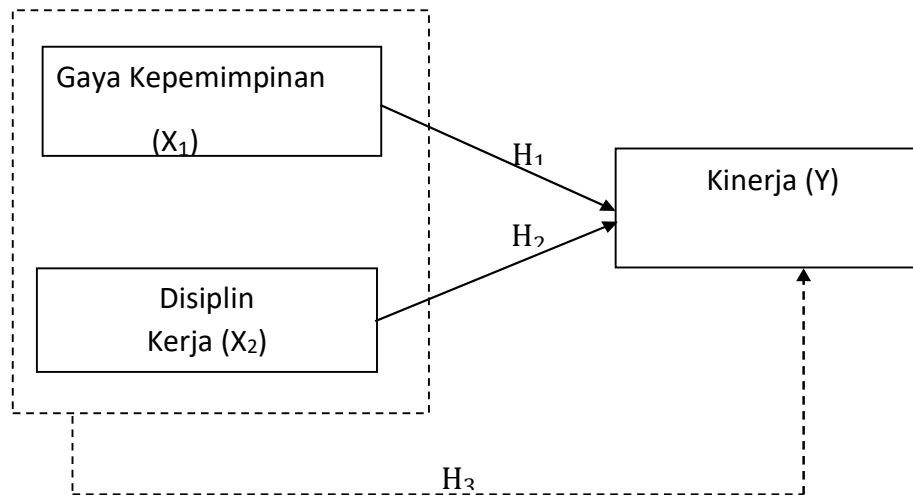 Gaya Kepemimpinan
(X₁)
H₁
Kinerja (Y)
H₂
Disiplin
Kerja (X₂)
H₃